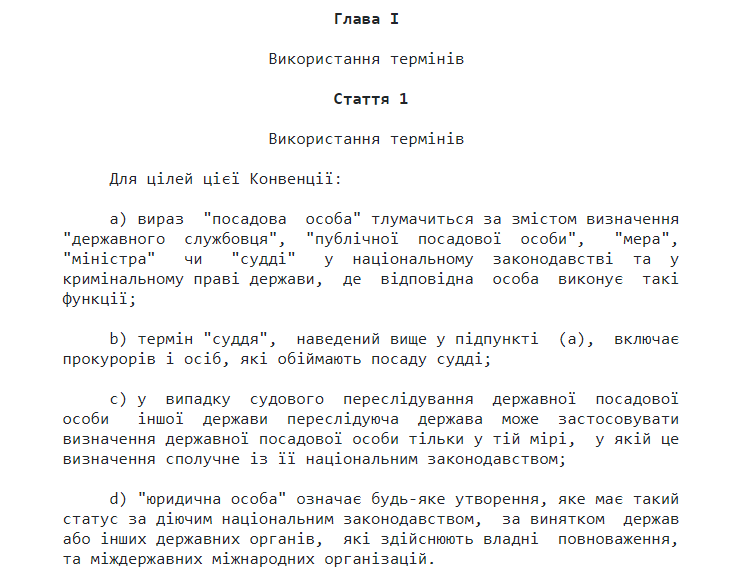 Глава I
Використання термінів
Стаття 1
Використання термінів
Для цілей цієї Конвенції:
a) вираз "посадова особа" тлумачиться за змістом визначення
"державного службовця", "публічної посадової особи", "мера",
"міністра" чи "судді" у національному законодавстві та у
кримінальному праві держави, де відповідна особа виконує такі
функції;
b) термін "суддя", наведений вище у підпункті (a), включає
прокурорів і осіб, які обіймають посаду судді;
c) у випадку судового переслідування державної посадової
особи іншої держави переслідуюча держава може застосовувати
визначення державної посадової особи тільки у тій мірі, у якій це
визначення сполучне із її національним законодавством;
d) "юридична особа" означає будь-яке утворення, яке має такий
статус за діючим національним законодавством, за винятком держав
або інших державних органів, які здійснюють владні повноваження,
та міждержавних міжнародних організацій.